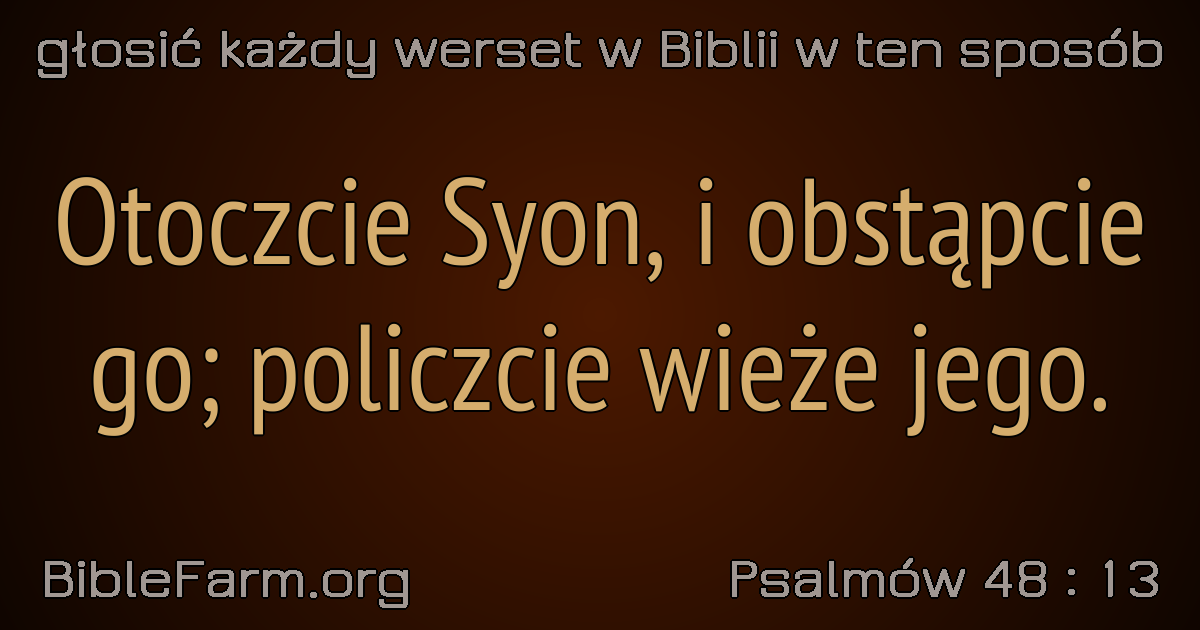 głosić każdy werset w Biblii w ten sposób
Otoczcie Syon, i obstąpcie
go; policzcie wieże jego.
BibleFarm.org
Psalmów 48 : 13